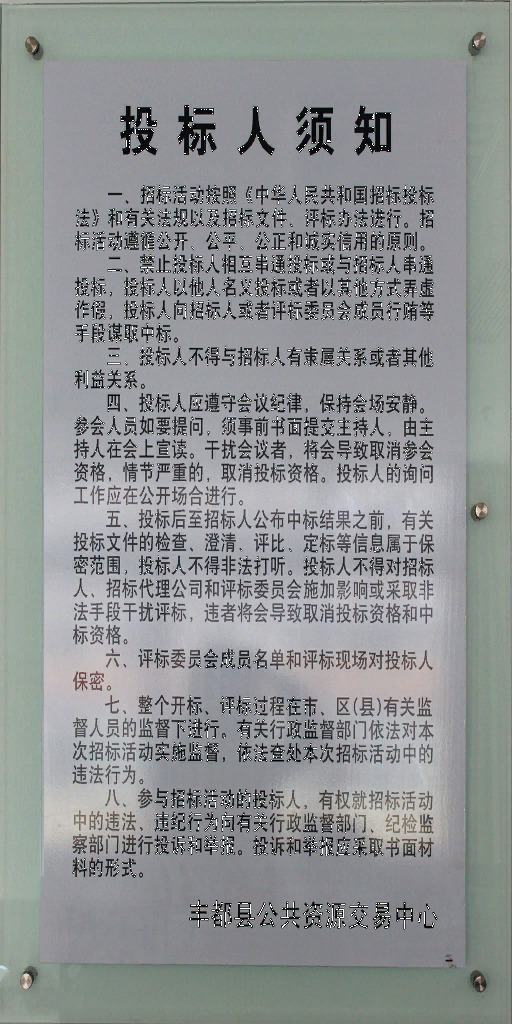 投标人须知
一、招标活动按照《中华人民共和国招标投标
法》和有关法规以及招标文件、评标办法进行。招
标活动遵循公开、公平、公正和诚实信用的原则。
二、禁止投标人相互串通投标或与招标人串通
投标，投标人以他人名义投标或者以其他方式弄虚
作假，投标人向招标人或者评标委员会成员行贿等
手段谋取中标。
三、投标人不得与招标人有隶属关系或者其他
利益关系。
四、投标人应遵守会议纪律，保持会场安静。
参会人员如要提问，须事前书面提交主持人，由主
持人在会上宣读。干扰会议者，将会导致取消参会
资格，情节严重的，取消投标资格。投标人的询问
工作应在公开场合进行。
五、投标后至招标人公布中标结果之前，有关
投标文件的检查、澄清、评比、定标等信息属于保
密范围，投标人不得非法打听。投标人不得对招标
人、招标代理公司和评标委员会施加影响或采取非
法手段干扰评标，违者将会导致取消投标资格和中
标资格。
六、评标委员会成员名单和评标现场对投标人
保密。
七、整个开标、评标过程在市、区(县)有关监
督人员的监督下进行。有关行政监督部门依法对本
次招标活动实施监督，依法查处本次招标活动中的
违法行为。
八、参与招标活动的投标人，有权就招标活动
中的违法、违纪行为向有关行政监督部门、纪检监
察部门进行投诉和举报。投诉和举报应采取书面材
料的形式。
丰都县公共资源交易中心